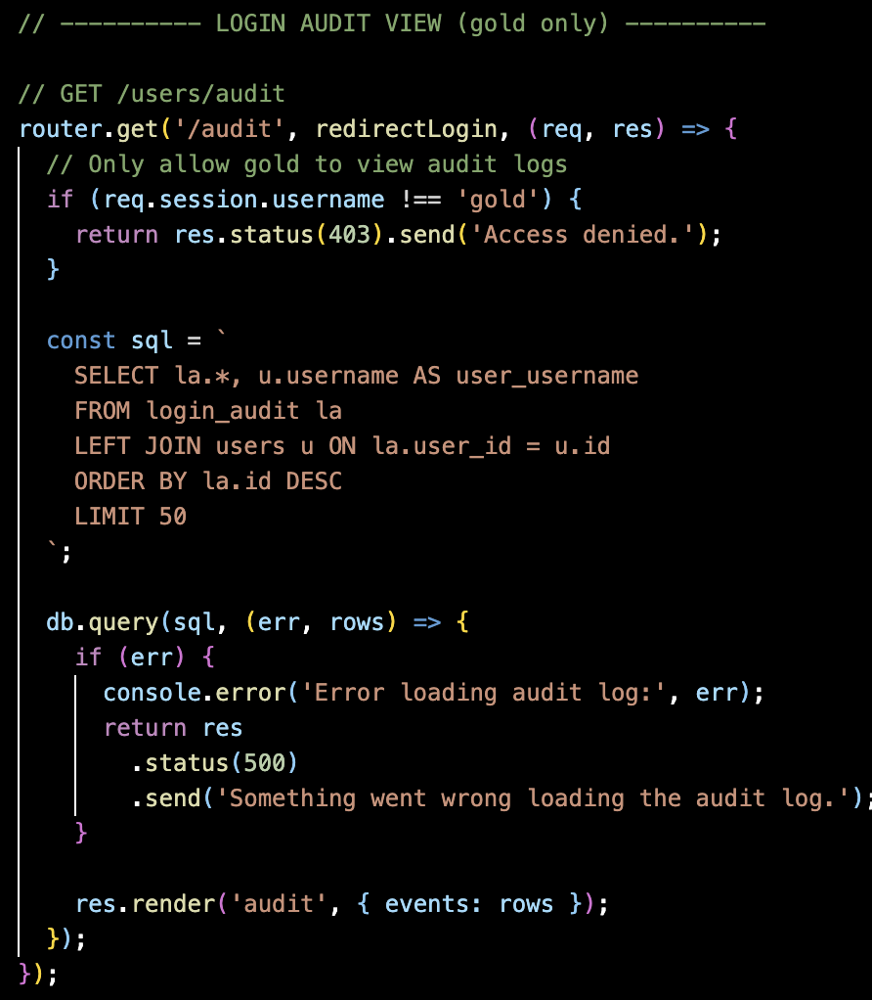 // ---------- LOGIN AUDIT VIEW (gold only) ----------
// GET /users/audit
router.get('/audit', redirectLogin, (req, res) => {
  // Only allow gold to view audit logs
  if (req.session.username !== 'gold') {
    return res.status(403).send('Access denied.');
  }
  const sql = `
    SELECT la.*, u.username AS user_username
    FROM login_audit la
    LEFT JOIN users u ON la.user_id = u.id
    ORDER BY la.id DESC
    LIMIT 50
  `;
  db.query(sql, (err, rows) => {
    if (err) {
      console.error('Error loading audit log:', err);
      return res
        .status(500)
        .send('Something went wrong loading the audit log.');
    }
    res.render('audit', { events: rows });
  });
});